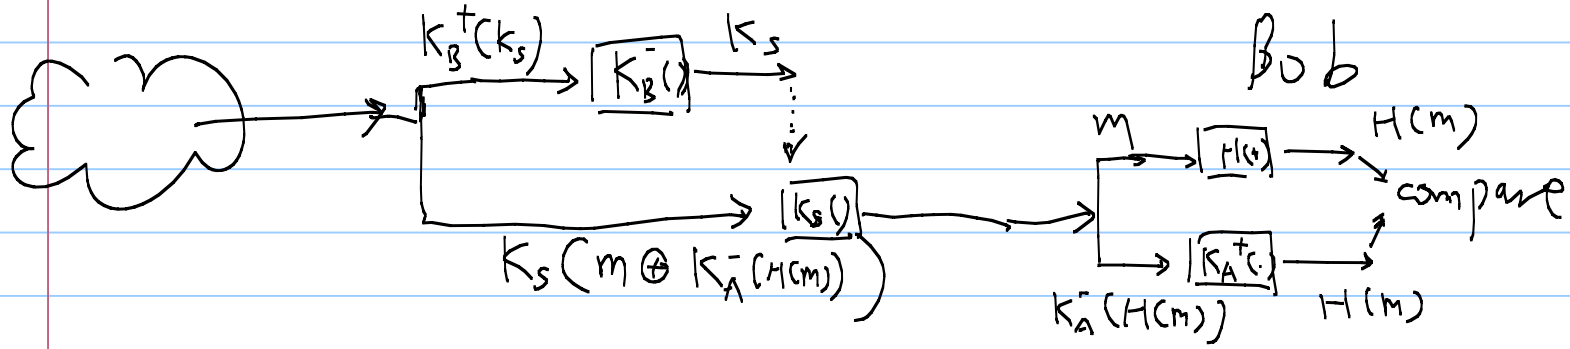 K_B^+(K_S)
K_B^-()
K_S
Bob
m
H(·)
H(m)
compare
K_S()
K_S(m ⊕ K_A^-(H(m)))
K_A^+(.
K_A^-(H(m))
H(m)